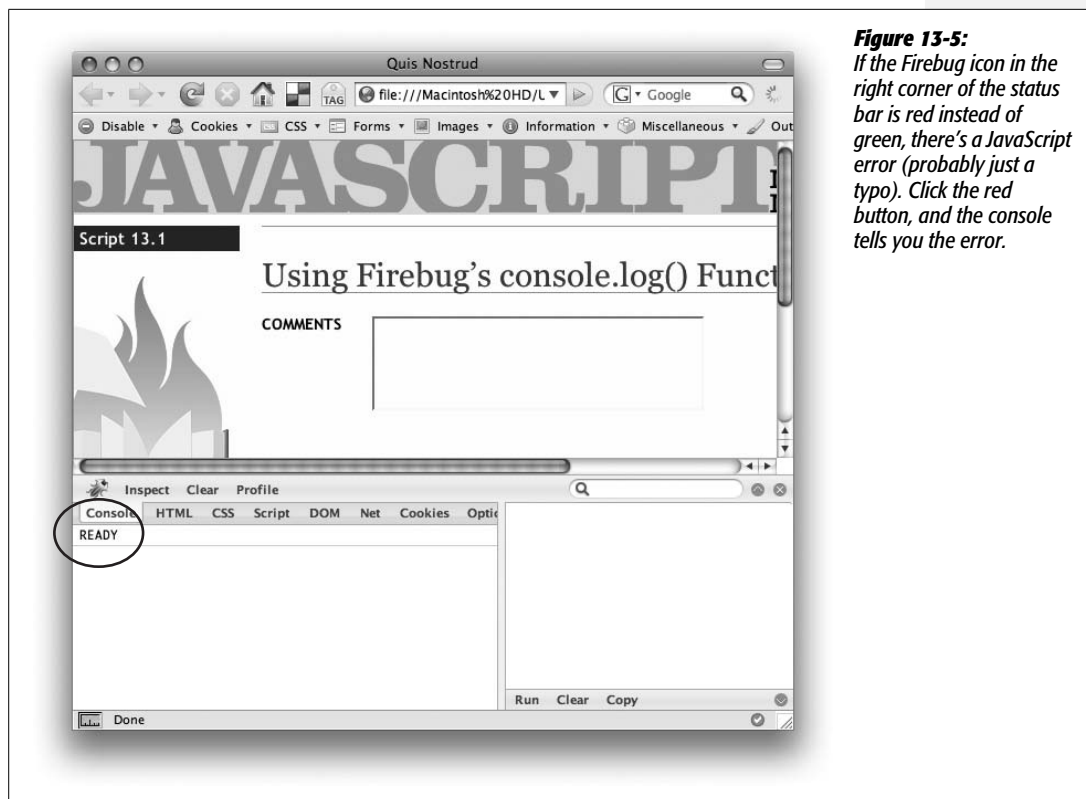 Quis Nostrud
TAG file:///Macintosh%20HD/L G Google
Disable Cookies CSS Forms Images Information Miscellaneous Out
JAVASCRIPT
Script 13.1
Using Firebug's console.log() Funct
COMMENTS
Inspect Clear Profile
Console HTML CSS Script DOM Net Cookies Optic
READY
Run Clear Copy
Done
Figure 13-5:
If the Firebug icon in the
right corner of the status
bar is red instead of
green, there's a JavaScript
error (probably just a
typo). Click the red
button, and the console
tells you the error.